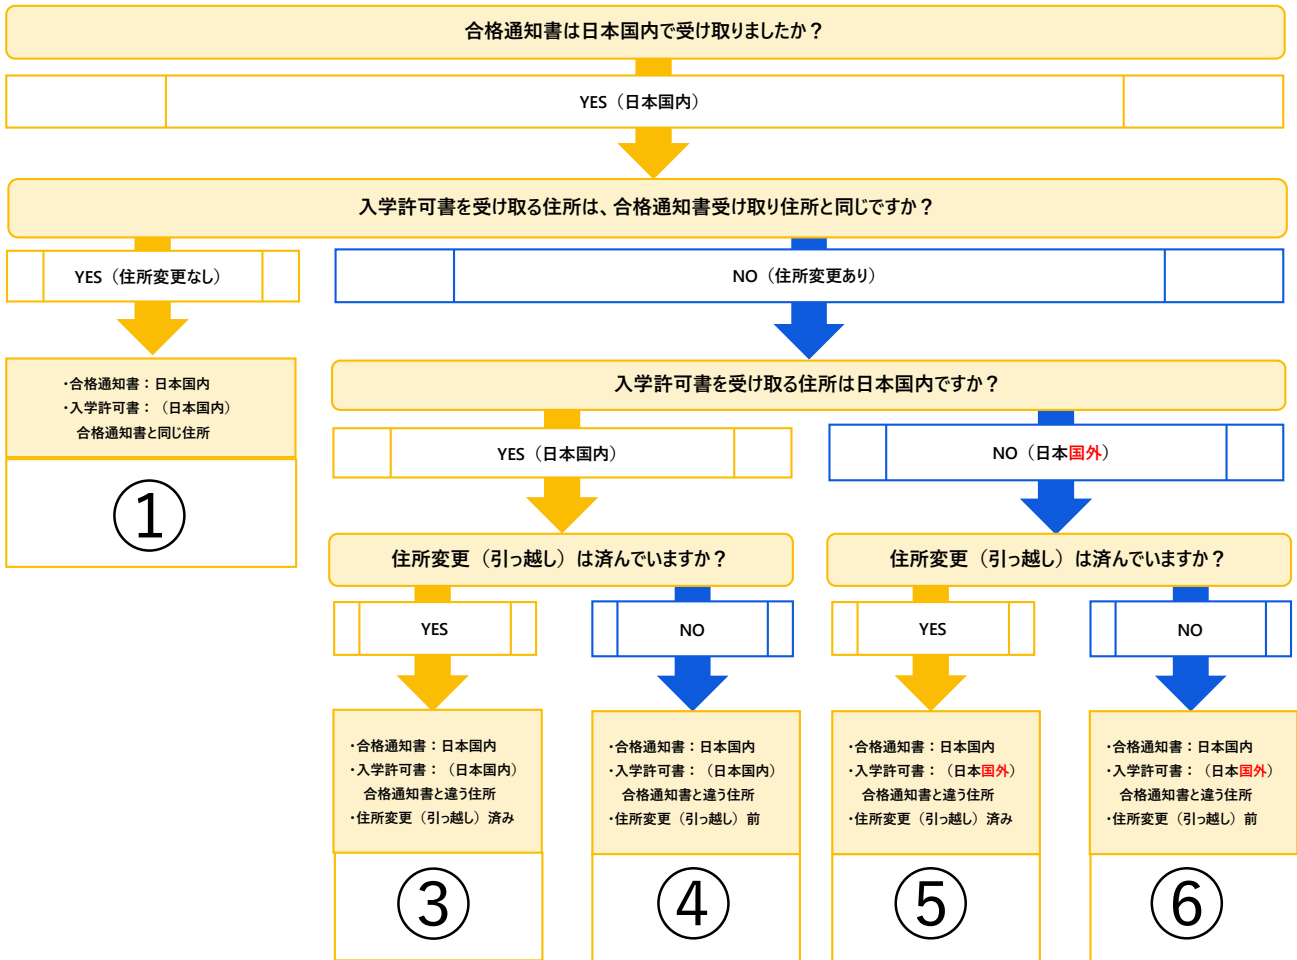 合格通知書は日本国内で受け取りましたか？
YES（日本国内）
入学許可書を受け取る住所は、合格通知書受け取り住所と同じですか？
YES（住所変更なし）
NO（住所変更あり）
・合格通知書：日本国内
・入学許可書：（日本国内）
合格通知書と同じ住所
①
入学許可書を受け取る住所は日本国内ですか？
YES（日本国内）
NO（日本国外）
住所変更（引っ越し）は済んでいますか？
住所変更（引っ越し）は済んでいますか？
YES
NO
YES
NO
・合格通知書：日本国内
・入学許可書：（日本国内）
合格通知書と違う住所
・住所変更（引っ越し）済み
③
・合格通知書：日本国内
・入学許可書：（日本国内）
合格通知書と違う住所
・住所変更（引っ越し）前
④
・合格通知書：日本国内
・入学許可書：（日本国外）
合格通知書と違う住所
・住所変更（引っ越し）済み
⑤
・合格通知書：日本国内
・入学許可書：（日本国外）
合格通知書と違う住所
・住所変更（引っ越し）前
⑥